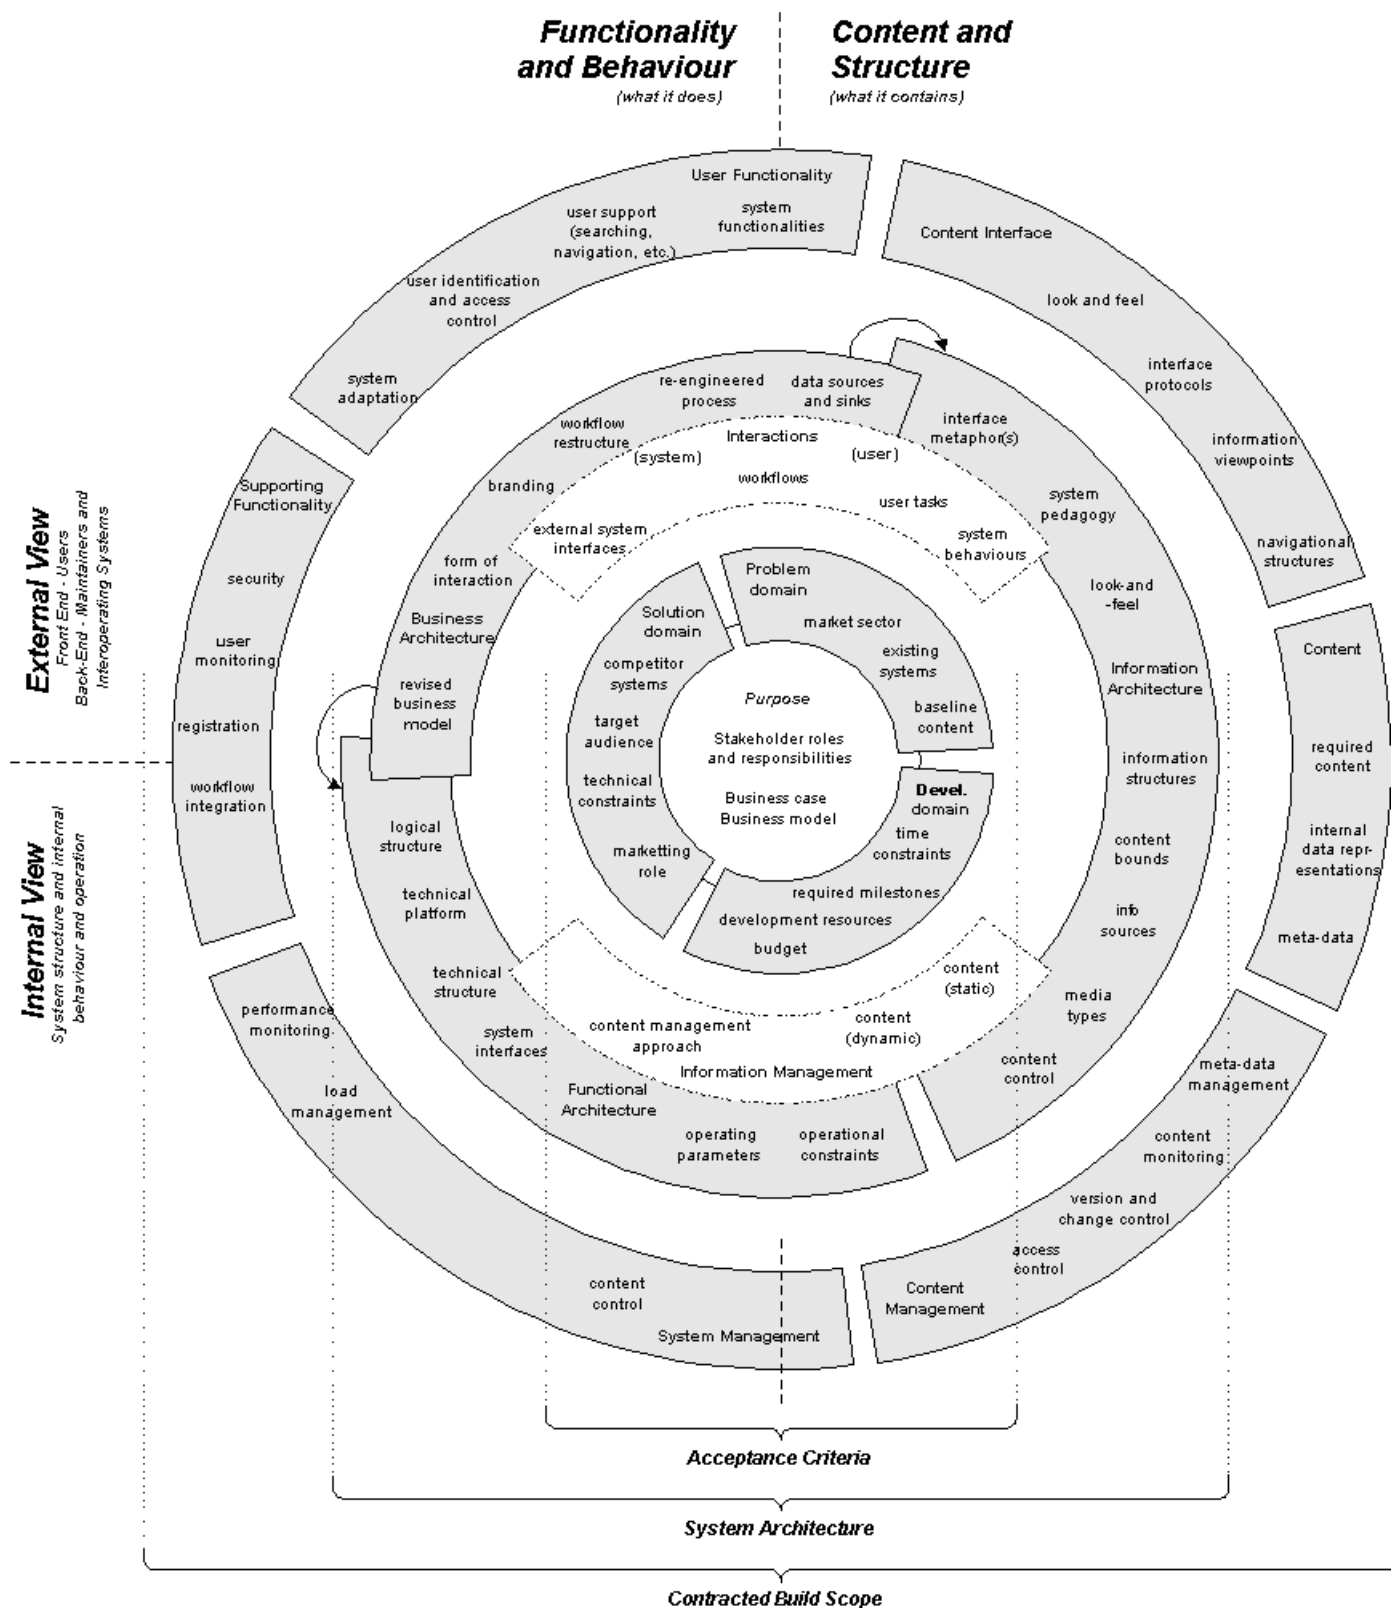 Functionality
and Behaviour
(what it does)
Content and
Structure
(what it contains)
External View
Front End - Users
Back-End - Maintainers and
Interoperating Systems
Internal View
System structure and internal
behaviour and operation
User Functionality
system
functionalities
user support
(searching,
navigation, etc.)
user identification
and access
control
system
adaptation
Content Interface
look and feel
interface
protocols
information
viewpoints
navigational
structures
Supporting
Functionality
security
user
monitoring
registration
workflow
integration
Content
required
content
internal
data repr-
esentations
meta-data
performance
monitoring
load
management
content
control
System Management
meta-data
management
content
monitoring
version and
change control
access
control
Content
Management
data sources
and sinks
re-engineered
process
workflow
restructure
branding
form of
interaction
Business
Architecture
revised
business
model
interface
metaphor(s)
system
pedagogy
look-and
-feel
Information
Architecture
information
structures
content
bounds
info
sources
media
types
content
control
logical
structure
technical
platform
technical
structure
system
interfaces
Functional
Architecture
operating
parameters
operational
constraints
Interactions
(system)
(user)
workflows
user tasks
external system
interfaces
system
behaviours
content
(static)
content
(dynamic)
content management
approach
Information Management
Problem
domain
market sector
existing
systems
baseline
content
Solution
domain
competitor
systems
target
audience
technical
constraints
marketting
role
Devel.
domain
time
constraints
required milestones
development resources
budget
Purpose
Stakeholder roles
and responsibilities
Business case
Business model
Acceptance Criteria
System Architecture
Contracted Build Scope